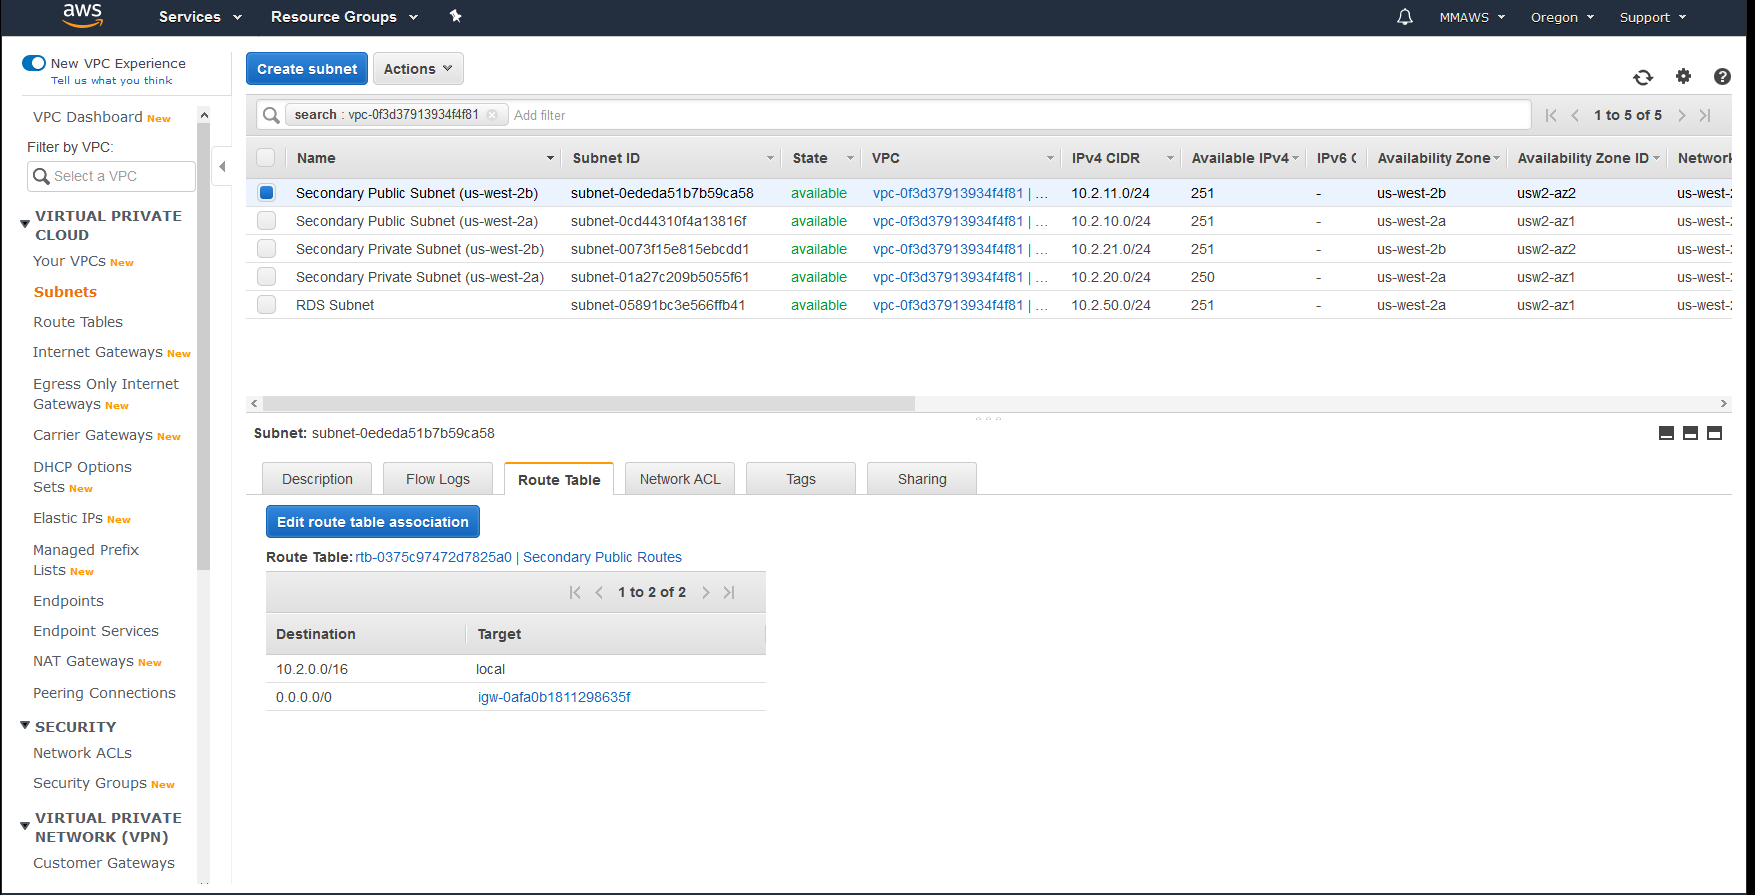 aws Services Resource Groups MMAWS Oregon Support
New VPC Experience
Tell us what you think
Create subnet Actions
search : vpc-0f3d37913934f4f81 Add filter 1 to 5 of 5
VPC Dashboard New
Filter by VPC:
Select a VPC
VIRTUAL PRIVATE
CLOUD
Your VPCs New
Subnets
Route Tables
Internet Gateways New
Egress Only Internet
Gateways New
Carrier Gateways New
DHCP Options
Sets New
Elastic IPs New
Managed Prefix
Lists New
Endpoints
Endpoint Services
NAT Gateways New
Peering Connections
SECURITY
Network ACLs
Security Groups New
VIRTUAL PRIVATE
NETWORK (VPN)
Customer Gateways
Name Subnet ID State VPC IPv4 CIDR Available IPv4 IPv6 C Availability Zone Availability Zone ID Network
Secondary Public Subnet (us-west-2b) subnet-0ededa51b7b59ca58 available vpc-0f3d37913934f4f81 | ... 10.2.11.0/24 251 - us-west-2b usw2-az2 us-west-2
Secondary Public Subnet (us-west-2a) subnet-0cd44310f4a13816f available vpc-0f3d37913934f4f81 | ... 10.2.10.0/24 251 - us-west-2a usw2-az1 us-west-2
Secondary Private Subnet (us-west-2b) subnet-0073f15e815ebcdd1 available vpc-0f3d37913934f4f81 | ... 10.2.21.0/24 251 - us-west-2b usw2-az2 us-west-2
Secondary Private Subnet (us-west-2a) subnet-01a27c209b5055f61 available vpc-0f3d37913934f4f81 | ... 10.2.20.0/24 250 - us-west-2a usw2-az1 us-west-2
RDS Subnet subnet-05891bc3e566ffb41 available vpc-0f3d37913934f4f81 | ... 10.2.50.0/24 251 - us-west-2a usw2-az1 us-west-2
Subnet: subnet-0ededa51b7b59ca58
Description Flow Logs Route Table Network ACL Tags Sharing
Edit route table association
Route Table: rtb-0375c97472d7825a0 | Secondary Public Routes
1 to 2 of 2
Destination Target
10.2.0.0/16 local
0.0.0.0/0 igw-0afa0b1811298635f